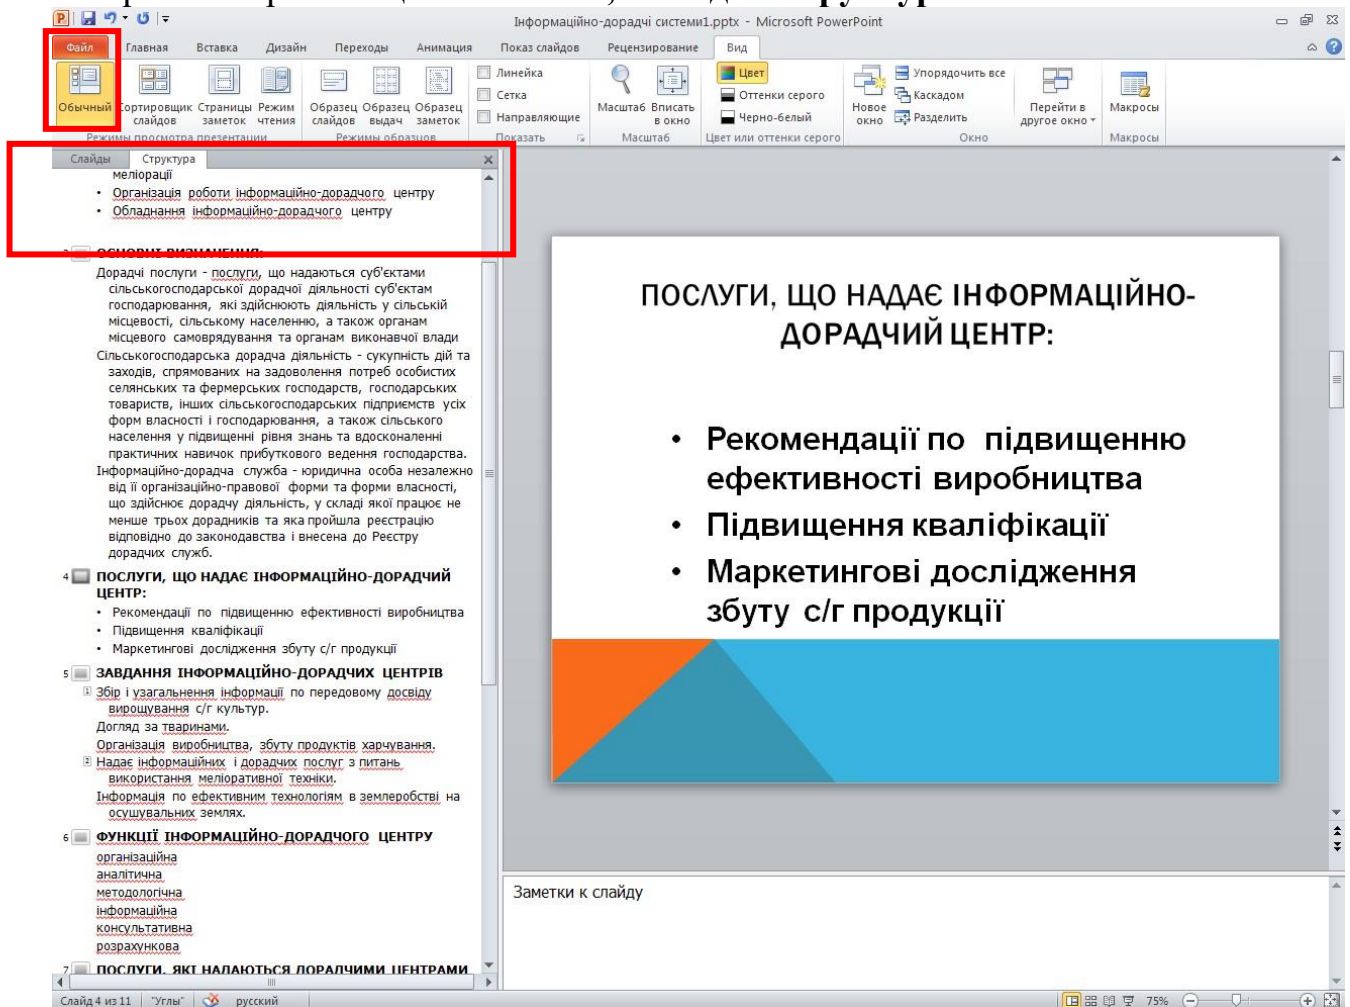 Інформаційно-дорадчі системи1.pptx - Microsoft PowerPoint
Файл Главная Вставка Дизайн Переходы Анимация Показ слайдов Рецензирование Вид
Обычный Сортировщик слайдов Страницы заметок Режим чтения
Режимы просмотра презентации
Образец слайдов Образец выдач Образец заметок
Режимы образцов
Линейка
Сетка
Направляющие
Показать
Масштаб Вписать в окно
Масштаб
Цвет
Оттенки серого
Черно-белый
Цвет или оттенки серого
Новое окно
Упорядочить все
Каскадом
Разделить
Перейти в другое окно
Окно
Макросы
Макросы
Слайды Структура
меліорації
• Організація роботи інформаційно-дорадчого центру
• Обладнання інформаційно-дорадчого центру
ОСНОВНІ ВИЗНАЧЕННЯ:
Дорадчі послуги - послуги, що надаються суб'єктами
сільськогосподарської дорадчої діяльності суб'єктам
господарювання, які здійснюють діяльність у сільській
місцевості, сільському населенню, а також органам
місцевого самоврядування та органам виконавчої влади
Сільськогосподарська дорадча діяльність - сукупність дій та
заходів, спрямованих на задоволення потреб особистих
селянських та фермерських господарств, господарських
товариств, інших сільськогосподарських підприємств усіх
форм власності і господарювання, а також сільського
населення у підвищенні рівня знань та вдосконаленні
практичних навичок прибуткового ведення господарства.
Інформаційно-дорадча служба - юридична особа незалежно
від її організаційно-правової форми та форми власності,
що здійснює дорадчу діяльність, у складі якої працює не
менше трьох дорадників та яка пройшла реєстрацію
відповідно до законодавства і внесена до Реєстру
дорадчих служб.
4 ПОСЛУГИ, ЩО НАДАЄ ІНФОРМАЦІЙНО-ДОРАДЧИЙ
ЦЕНТР:
• Рекомендації по підвищенню ефективності виробництва
• Підвищення кваліфікації
• Маркетингові дослідження збуту с/г продукції
5 ЗАВДАННЯ ІНФОРМАЦІЙНО-ДОРАДЧИХ ЦЕНТРІВ
1 Збір і узагальнення інформації по передовому досвіду
вирощування с/г культур.
Догляд за тваринами.
Організація виробництва, збуту продуктів харчування.
2 Надає інформаційних і дорадчих послуг з питань
використання меліоративної техніки.
Інформація по ефективним технологіям в землеробстві на
осушувальних землях.
6 ФУНКЦІЇ ІНФОРМАЦІЙНО-ДОРАДЧОГО ЦЕНТРУ
організаційна
аналітична
методологічна
інформаційна
консультативна
розрахункова
7 ПОСЛУГИ, ЯКІ НАДАЮТЬСЯ ДОРАДЧИМИ ЦЕНТРАМИ
ПОСЛУГИ, ЩО НАДАЄ ІНФОРМАЦІЙНО-
ДОРАДЧИЙ ЦЕНТР:
• Рекомендації по підвищенню
ефективності виробництва
• Підвищення кваліфікації
• Маркетингові дослідження
збуту с/г продукції
Заметки к слайду
Слайд 4 из 11 "Углы" русский 75%